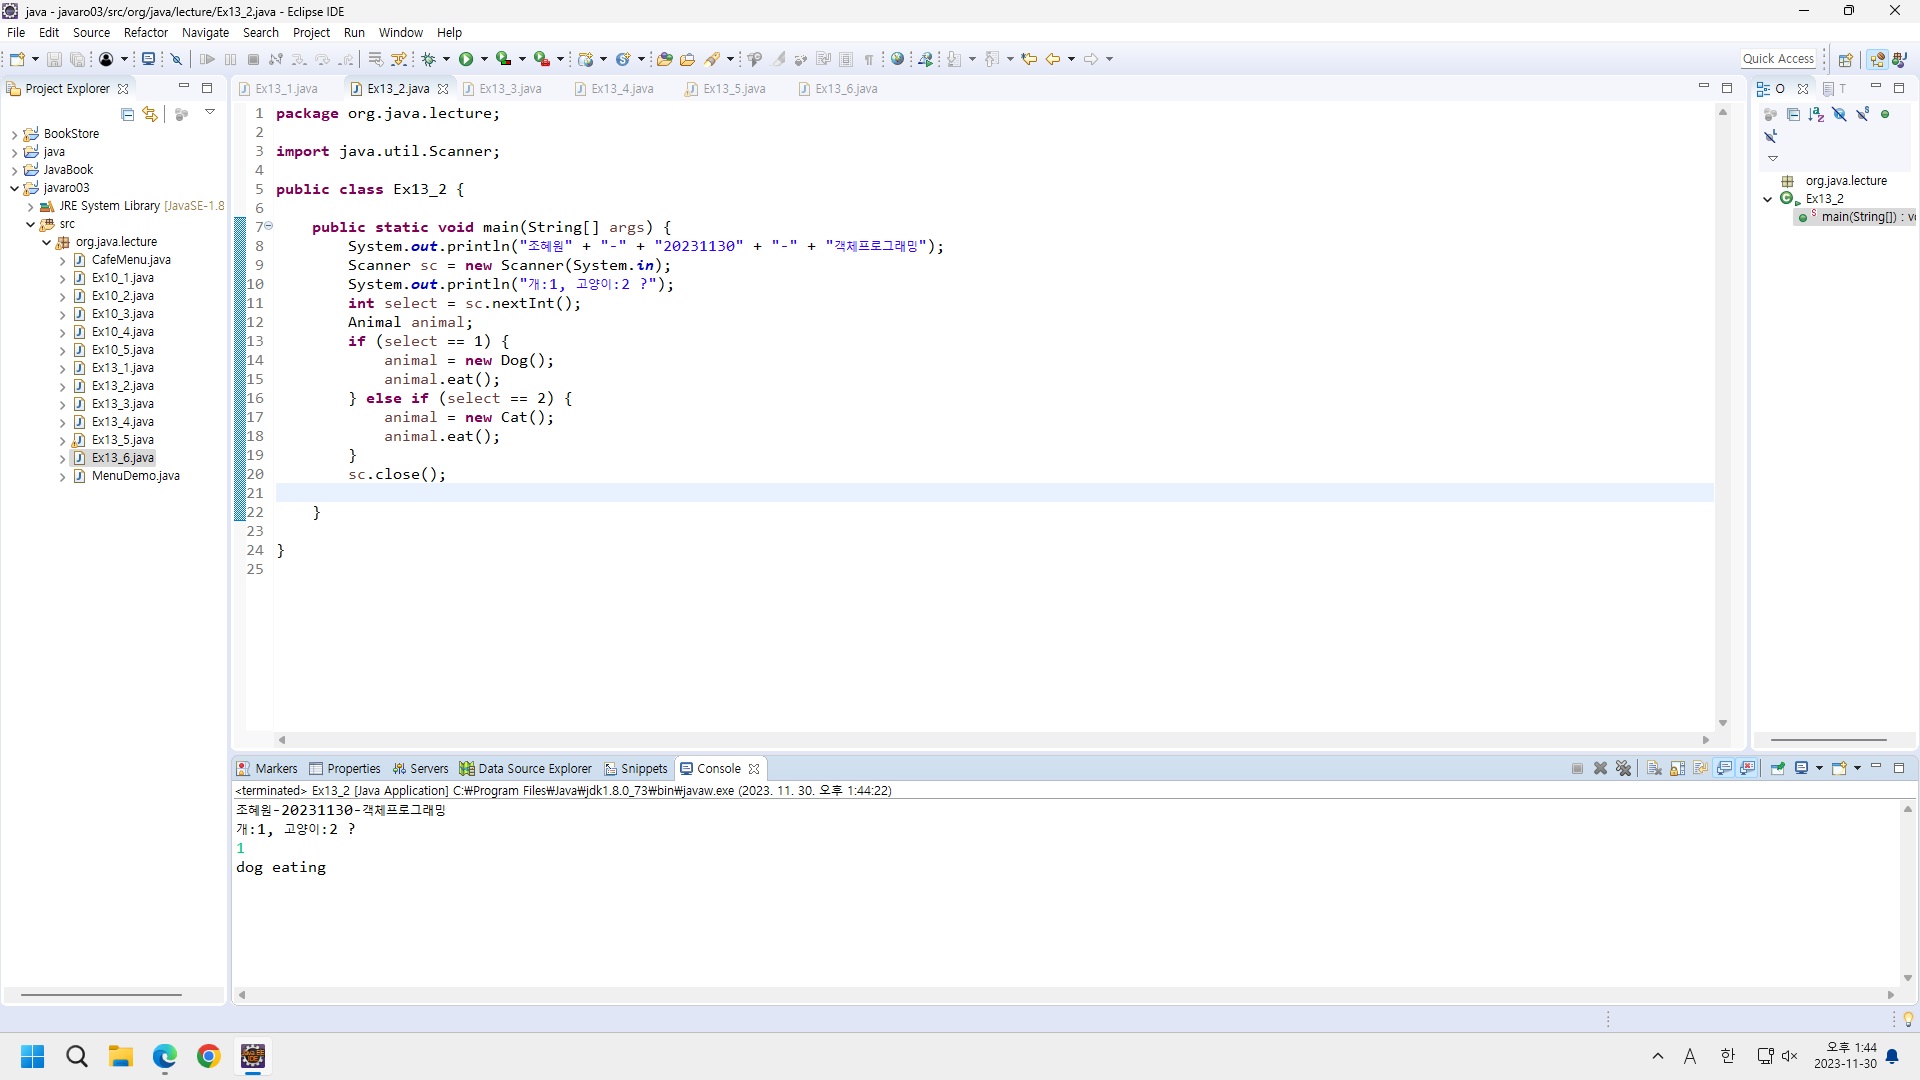 java - javaro03/src/org/java/lecture/Ex13_2.java - Eclipse IDE
File Edit Source Refactor Navigate Search Project Run Window Help
Quick Access
Project Explorer
BookStore
java
JavaBook
javaro03
JRE System Library [JavaSE-1.8
src
org.java.lecture
CafeMenu.java
Ex10_1.java
Ex10_2.java
Ex10_3.java
Ex10_4.java
Ex10_5.java
Ex13_1.java
Ex13_2.java
Ex13_3.java
Ex13_4.java
Ex13_5.java
Ex13_6.java
MenuDemo.java
Ex13_1.java Ex13_2.java Ex13_3.java Ex13_4.java Ex13_5.java Ex13_6.java
1 package org.java.lecture;
2
3 import java.util.Scanner;
4
5 public class Ex13_2 {
6
7 public static void main(String[] args) {
8 System.out.println("조혜원" + "-" + "20231130" + "-" + "객체프로그래밍");
9 Scanner sc = new Scanner(System.in);
10 System.out.println("개:1, 고양이:2 ?");
11 int select = sc.nextInt();
12 Animal animal;
13 if (select == 1) {
14 animal = new Dog();
15 animal.eat();
16 } else if (select == 2) {
17 animal = new Cat();
18 animal.eat();
19 }
20 sc.close();
21
22 }
23
24 }
25
O T
org.java.lecture
Ex13_2
main(String[]) : vo
Markers Properties Servers Data Source Explorer Snippets Console
<terminated> Ex13_2 [Java Application] C:₩Program Files₩Java₩jdk1.8.0_73₩bin₩javaw.exe (2023. 11. 30. 오후 1:44:22)
조혜원-20231130-객체프로그래밍
개:1, 고양이:2 ?
1
dog eating
A 한 오후 1:44
2023-11-30